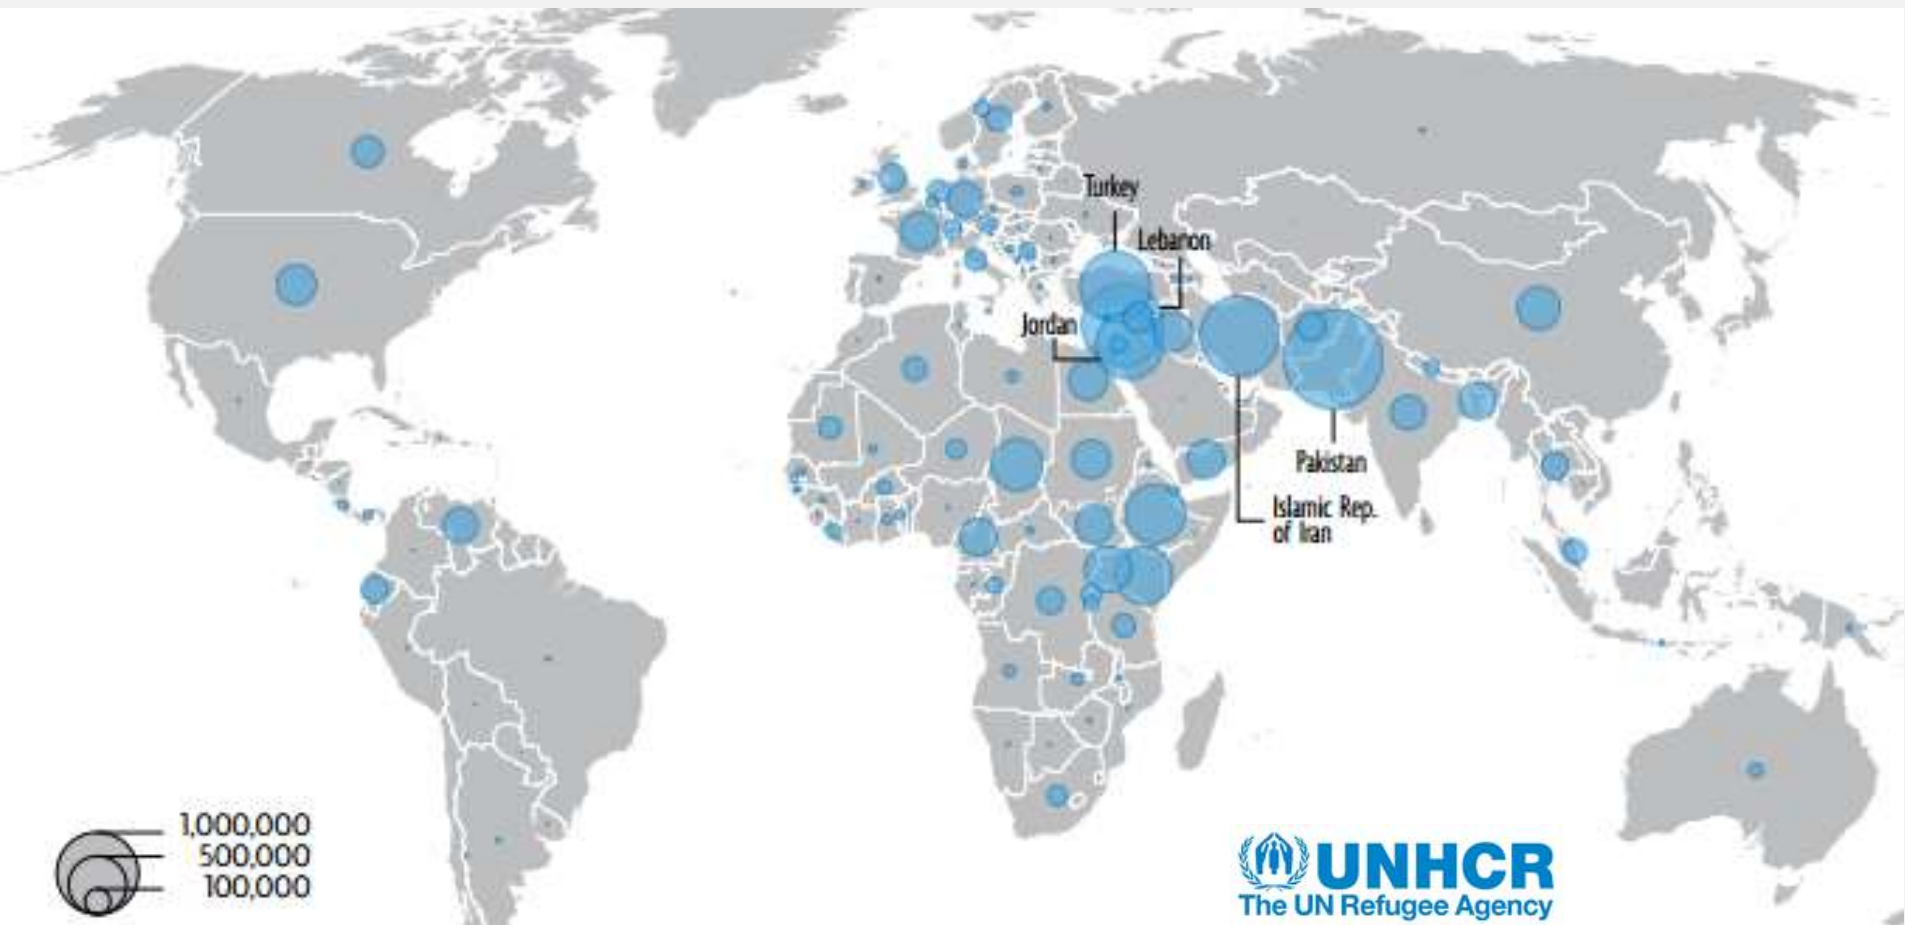 Turkey
Lebanon
Jordan
Pakistan
Islamic Rep.
of Iran
1,000,000
500,000
100,000
UNHCR
The UN Refugee Agency